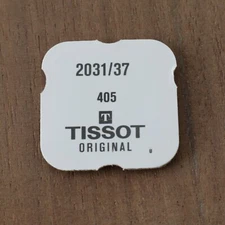 2031/37
405
T
TISSOT
ORIGINAL